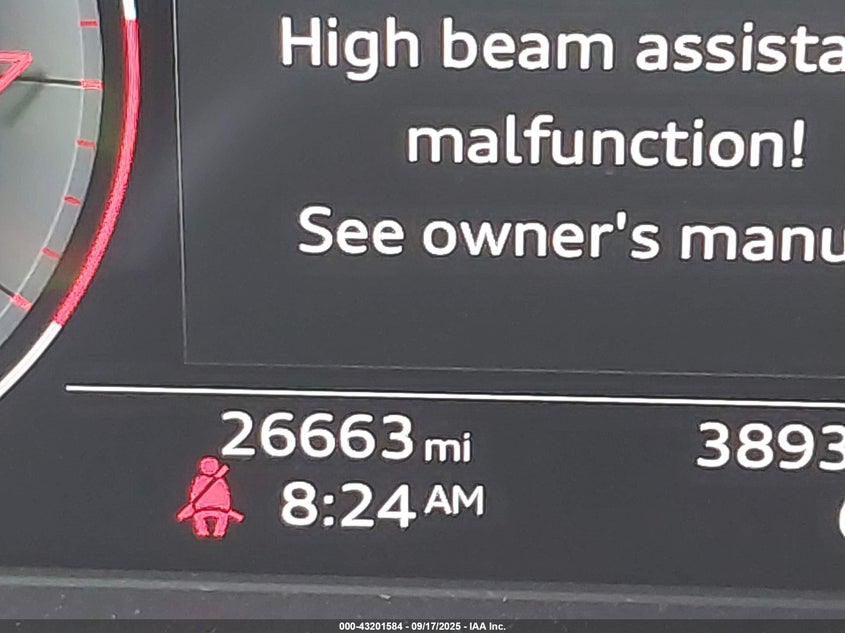 High beam assista
malfunction!
See owner's manu
26663 mi
3893
8:24 AM
000-43201584 - 09/17/2025 - IAA Inc.